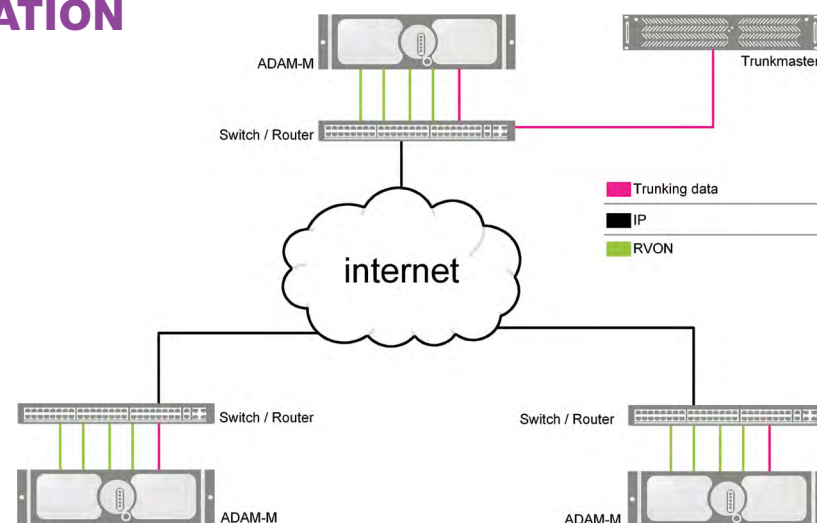 ATION
ADAM-M
Trunkmaster
Switch / Router
Trunking data
IP
RVON
internet
Switch / Router
Switch / Router
ADAM-M
ADAM-M